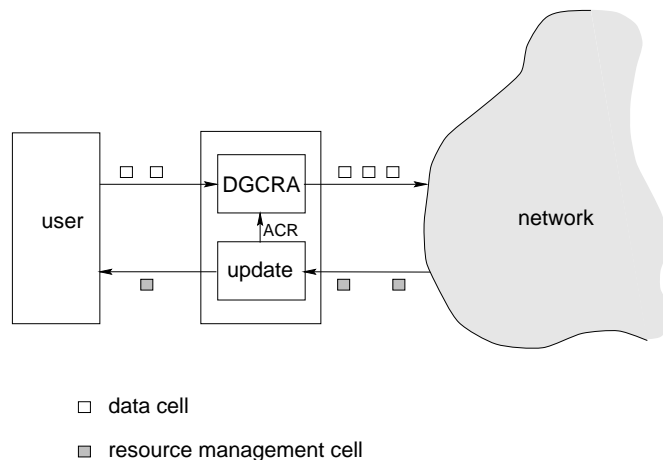 DGCRA
user
ACR
network
update
data cell
resource management cell